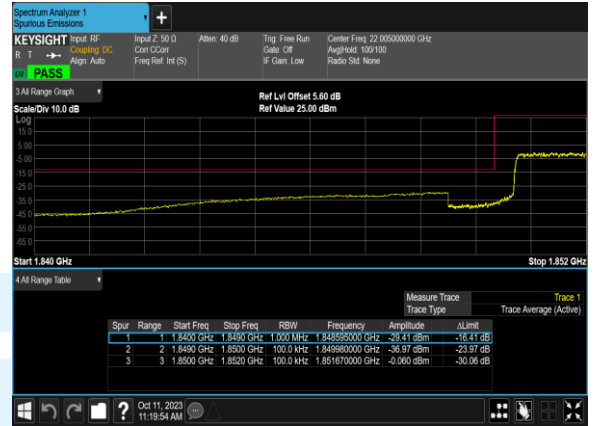 Spectrum Analyzer 1
Spurious Emissions
KEYSIGHT Input: RF Input Z: 50 Ω Atten: 40 dB Trig: Free Run Center Freq: 22.005000000 GHz
R T Coupling: DC Corr CCorr Gate: Off Avg|Hold: 100/100
Align: Auto Freq Ref: Int (S) IF Gain: Low Radio Std: None
PASS
3 All Range Graph
Ref Lvl Offset 5.60 dB
Scale/Div 10.0 dB Ref Value 25.00 dBm
Log
15.0
5.00
-5.00
-15.0
-25.0
-35.0
-45.0
-55.0
-65.0
Start 1.840 GHz Stop 1.852 GHz
4 All Range Table
Measure Trace Trace 1
Trace Type Trace Average (Active)
Spur Range Start Freq Stop Freq RBW Frequency Amplitude ΔLimit
1 1 1.8400 GHz 1.8490 GHz 1.000 MHz 1.848595000 GHz -29.41 dBm -16.41 dB
2 2 1.8490 GHz 1.8500 GHz 100.0 kHz 1.849980000 GHz -36.97 dBm -23.97 dB
3 3 1.8500 GHz 1.8520 GHz 100.0 kHz 1.851670000 GHz -0.060 dBm -30.06 dB
Oct 11, 2023
11:19:54 AM